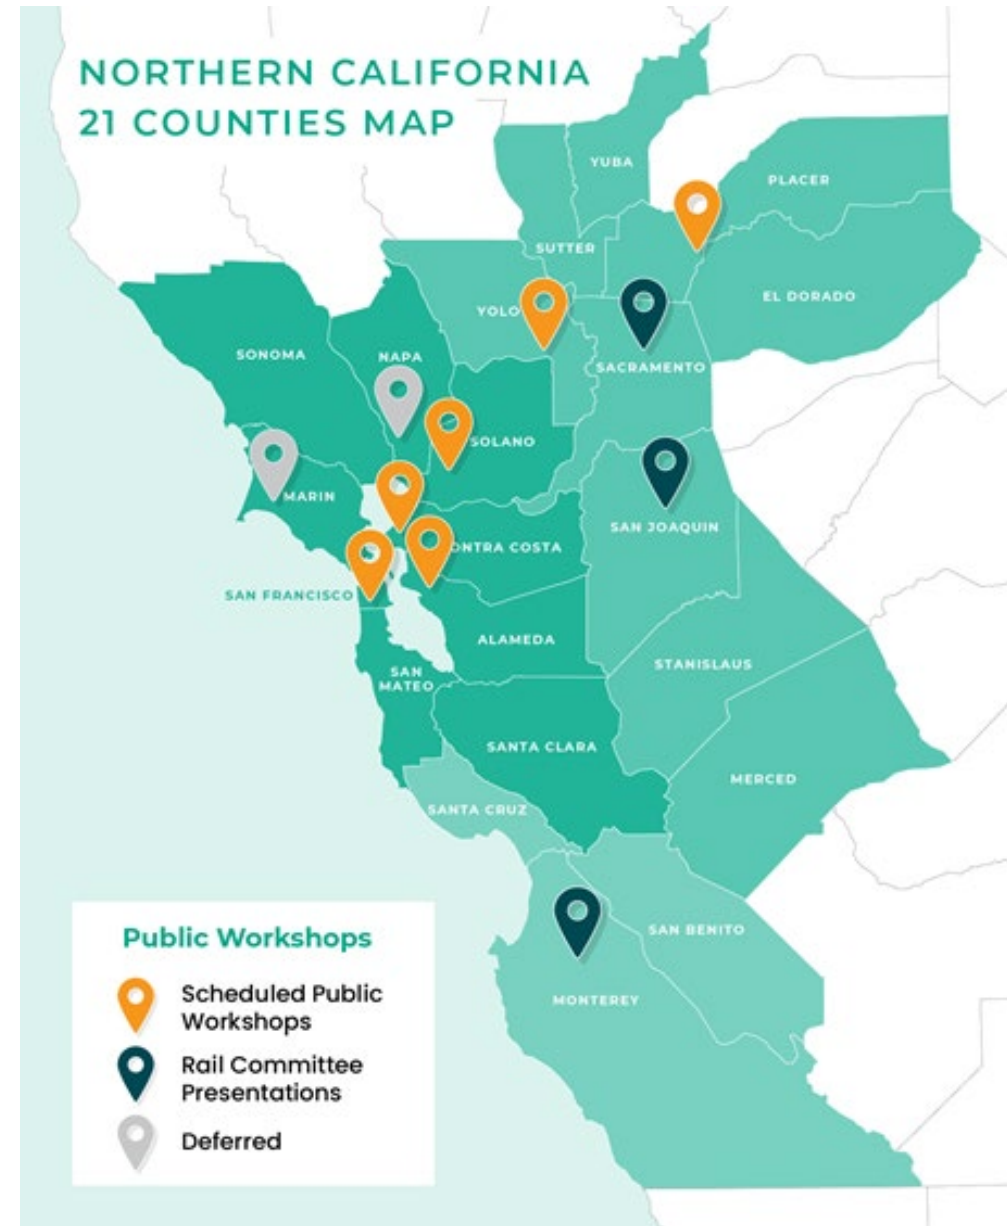 NORTHERN CALIFORNIA
21 COUNTIES MAP
YUBA
PLACER
SUTTER
EL DORADO
YOLO
SONOMA
NAPA
SACRAMENTO
SOLANO
MARIN
SAN JOAQUIN
ONTRA COSTA
SAN FRANCISCO
ALAMEDA
STANISLAUS
SAN
MATEO
SANTA CLARA
MERCED
SANTA CRUZ
SAN BENITO
MONTEREY
Public Workshops
Scheduled Public
Workshops
Rail Committee
Presentations
Deferred